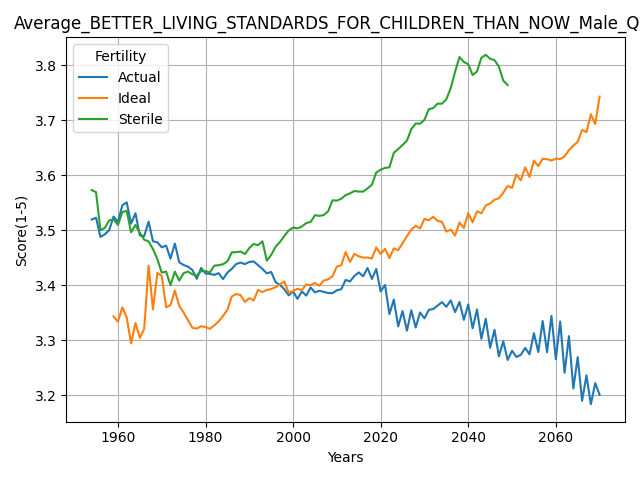 Average_BETTER_LIVING_STANDARDS_FOR_CHILDREN_THAN_NOW_Male_Q
Fertility
Actual
Ideal
Sterile
Score(1-5)
3.8
3.7
3.6
3.5
3.4
3.3
3.2
1960 1980 2000 2020 2040 2060
Years